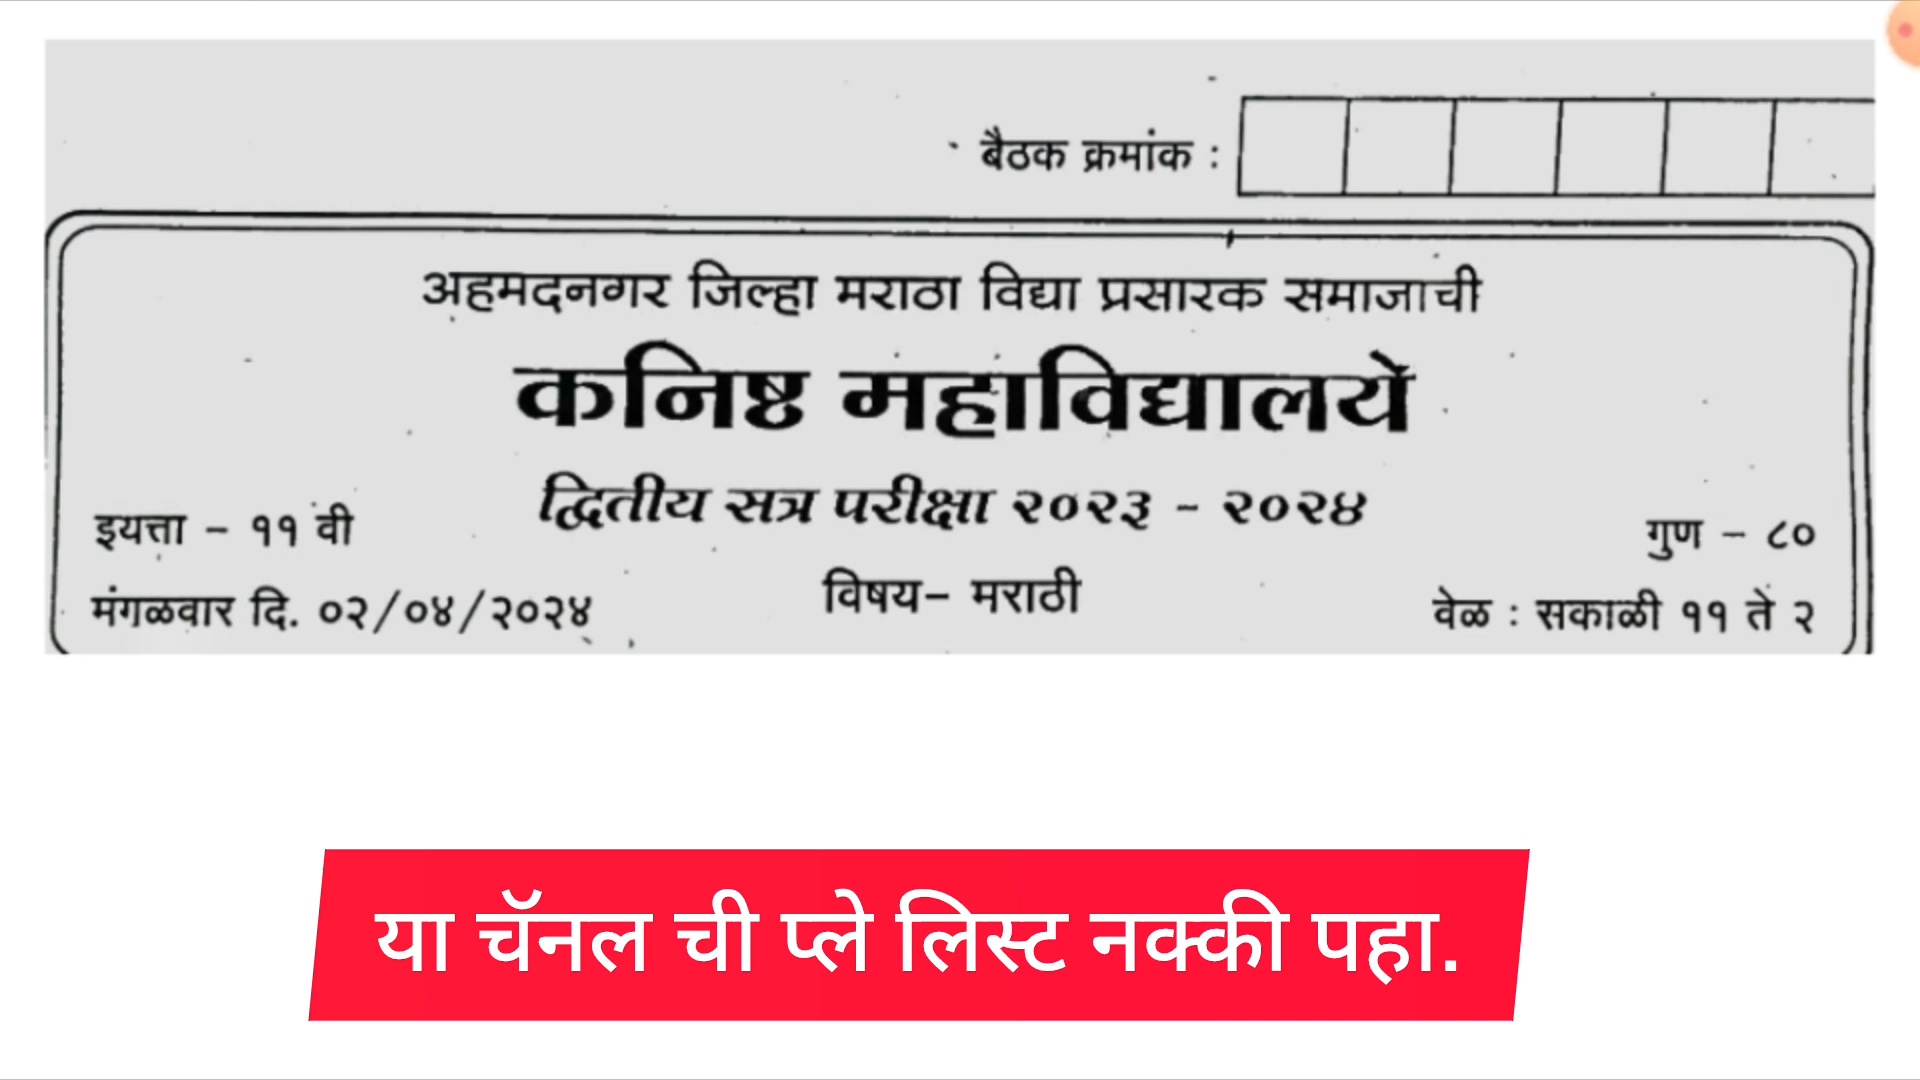 बैठक क्रमांक :
अहमदनगर जिल्हा मराठा विद्या प्रसारक समाजाची
कनिष्ठ महाविद्यालये
द्वितीय सत्र परीक्षा २०२३ - २०२४
इयत्ता - ११ वी
गुण - ८०
मंगळवार दि. ०२/०४/२०२४
विषय- मराठी
वेळ : सकाळी ११ ते २
या चॅनल ची प्ले लिस्ट नक्की पहा.